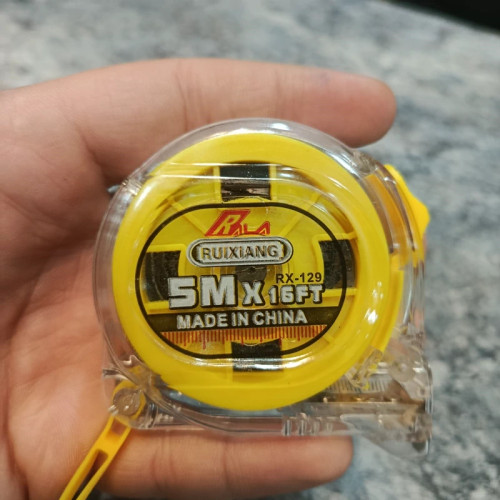 RUIXIANG
RX-129
5M X 16FT
MADE IN CHINA